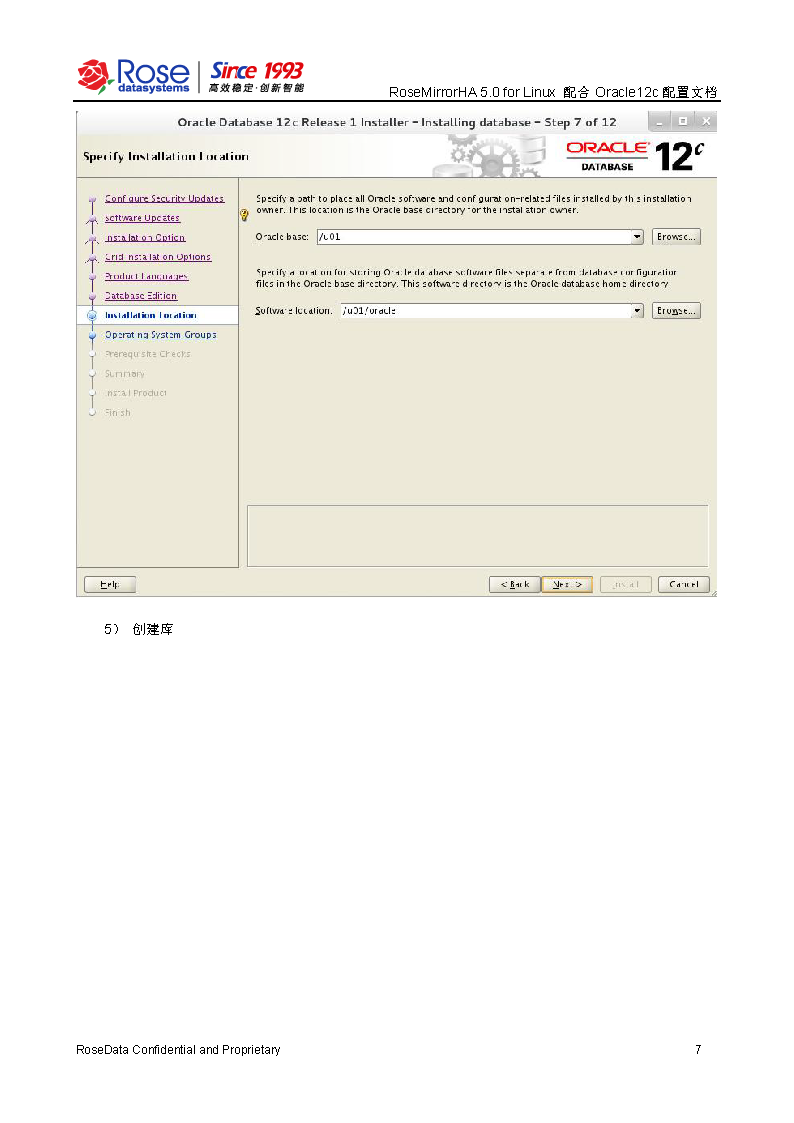 Rose
datasystems
Since 1993
高效稳定·创新智能
RoseMirrorHA 5.0 for Linux 配合 Oracle12c 配置文档
Oracle Database 12c Release 1 Installer - Installing database - Step 7 of 12
Specify Installation Location
ORACLE
DATABASE
12c
Configure Security Updates
Software Updates
Installation Option
Grid Installation Options
Product Languages
Database Edition
Installation Location
Operating System Groups
Prerequisite Checks
Summary
Install Product
Finish
Specify a path to place all Oracle software and configuration-related files installed by this installation
owner. This location is the Oracle base directory for the installation owner.
Oracle base: /u01 Browse...
Specify a location for storing Oracle database software files separate from database configuration
files in the Oracle base directory. This software directory is the Oracle database home directory.
Software location: /u01/oracle Browse...
Help < Back Next > Install Cancel
5） 创建库
RoseData Confidential and Proprietary 7